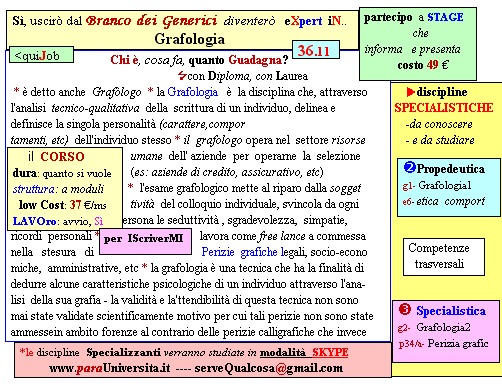 Sì, uscirò dal Branco dei Generici diventerò eXpert iN..
Grafologia
partecipo a STAGE
che
informa e presenta
costo 49 €
<quiJob
36.11
Chi è, cosa fa, quanto Guadagna?
con Diploma, con Laurea
* è detto anche Grafologo * la Grafologia è la disciplina che, attraverso
l'analisi tecnico-qualitativa della scrittura di un individuo, delinea e
definisce la singola personalità (carattere,compor
tamenti, etc) dell'individuo stesso * il grafologo opera nel settore risorse
umane dell'aziende per operarne la selezione
(es: aziende di credito, assicurativo, etc)
* l'esame grafologico mette al riparo dalla sogget
tività del colloquio individuale, svincola da ogni
ersona le seduttività , sgradevolezza, simpatie,
ricordi personali * lavora come free lance a commessa
nella stesura di Perizie grafiche legali, socio-econo
miche, amministrative, etc * la grafologia è una tecnica che ha la finalità di
dedurre alcune caratteristiche psicologiche di un individuo attraverso l'ana-
lisi della sua grafia - la validità e la'ttendibilità di questa tecnica non sono
mai state validate scientificamente motivo per cui tali perizie non sono state
ammessein ambito forenze al contrario delle perizie calligrafiche che invece
il CORSO
dura: quanto si vuole
struttura: a moduli
low Cost: 37 €/ms
LAVOro: avvio, Si
per IScriverMI
discipline
SPECIALISTICHE
-da conoscere
- e da studiare
2Propedeutica
g1- Grafologia1
e6- etica comport
Competenze
trasversali
3 Specialistica
g2- Grafologia2
p34/a- Perizia grafic
*le discipline Specializzanti verranno studiate in modalità SKYPE
www.paraUniversita.it ---- serveQualcosa@gmail.com